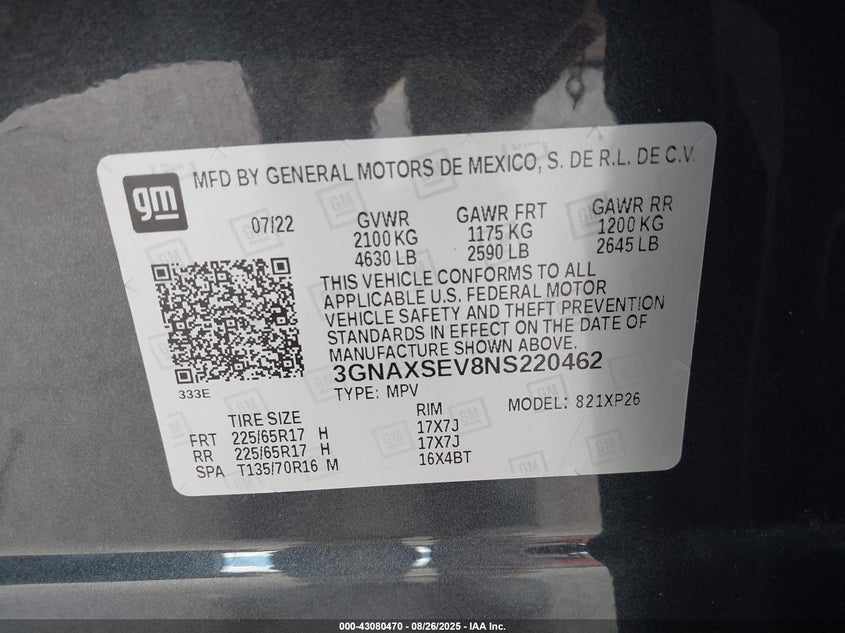 gm
MFD BY GENERAL MOTORS DE MEXICO, S. DE R.L. DE C.V.
07/22
GVWR
2100 KG
4630 LB
GAWR FRT
1175 KG
2590 LB
GAWR RR
1200 KG
2645 LB
THIS VEHICLE CONFORMS TO ALL
APPLICABLE U.S. FEDERAL MOTOR
VEHICLE SAFETY AND THEFT PREVENTION
STANDARDS IN EFFECT ON THE DATE OF
MANUFACTURE SHOWN ABOVE.
3GNAXSEV8NS220462
TYPE: MPV
MODEL: 821XP26
333E
TIRE SIZE
RIM
FRT 225/65R17 H 17X7J
RR 225/65R17 H 17X7J
SPA T135/70R16 M 16X4BT
000-43080470 - 08/26/2025 - IAA Inc.